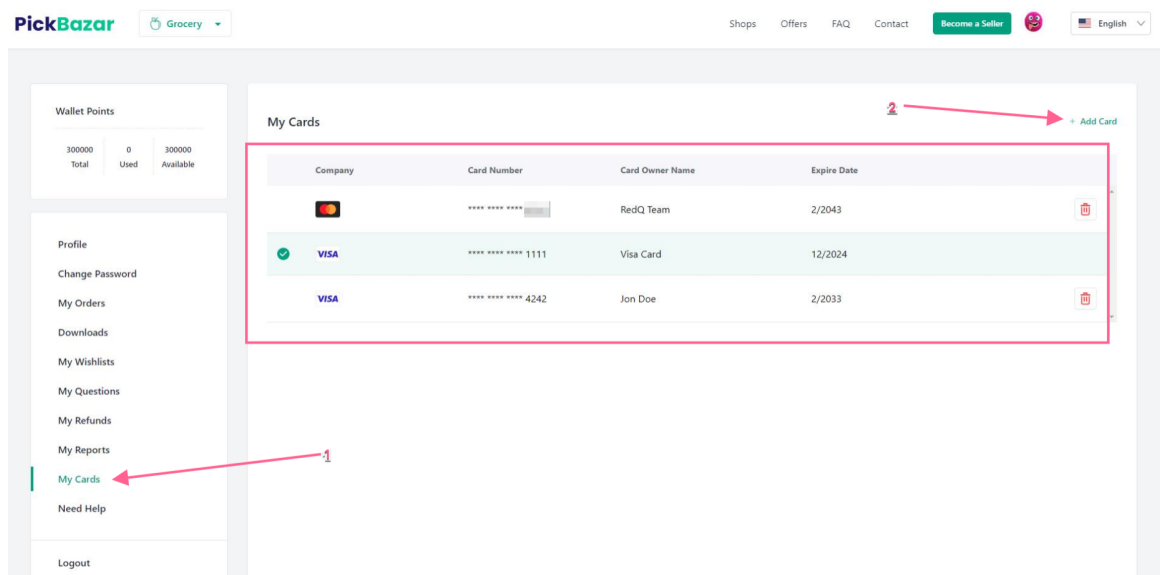 PickBazar Grocery Shops Offers FAQ Contact Become a Seller English
Wallet Points
300000 0 300000
Total Used Available
My Cards 2 + Add Card
Company Card Number Card Owner Name Expire Date
**** **** **** RedQ Team 2/2043
VISA **** **** **** 1111 Visa Card 12/2024
VISA **** **** **** 4242 Jon Doe 2/2033
Profile
Change Password
My Orders
Downloads
My Wishlists
My Questions
My Refunds
My Reports
1
My Cards
Need Help
Logout